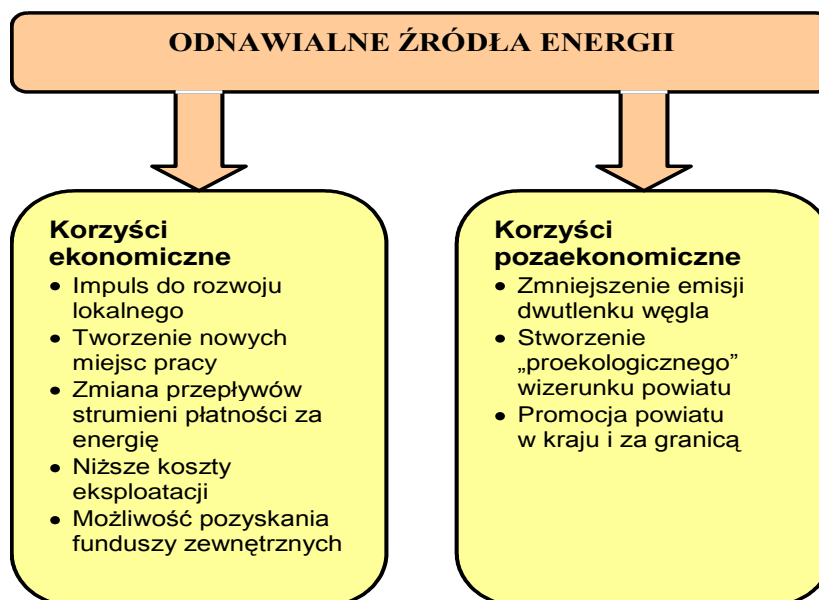 ODNAWIALNE ŹRÓDŁA ENERGII
Korzyści
ekonomiczne
• Impuls do rozwoju
lokalnego
• Tworzenie nowych
miejsc pracy
• Zmiana przepływów
strumieni płatności za
energię
• Niższe koszty
eksploatacji
• Możliwość pozyskania
funduszy zewnętrznych
Korzyści
pozaekonomiczne
• Zmniejszenie emisji
dwutlenku węgla
• Stworzenie
„proekologicznego”
wizerunku powiatu
• Promocja powiatu
w kraju i za granicą